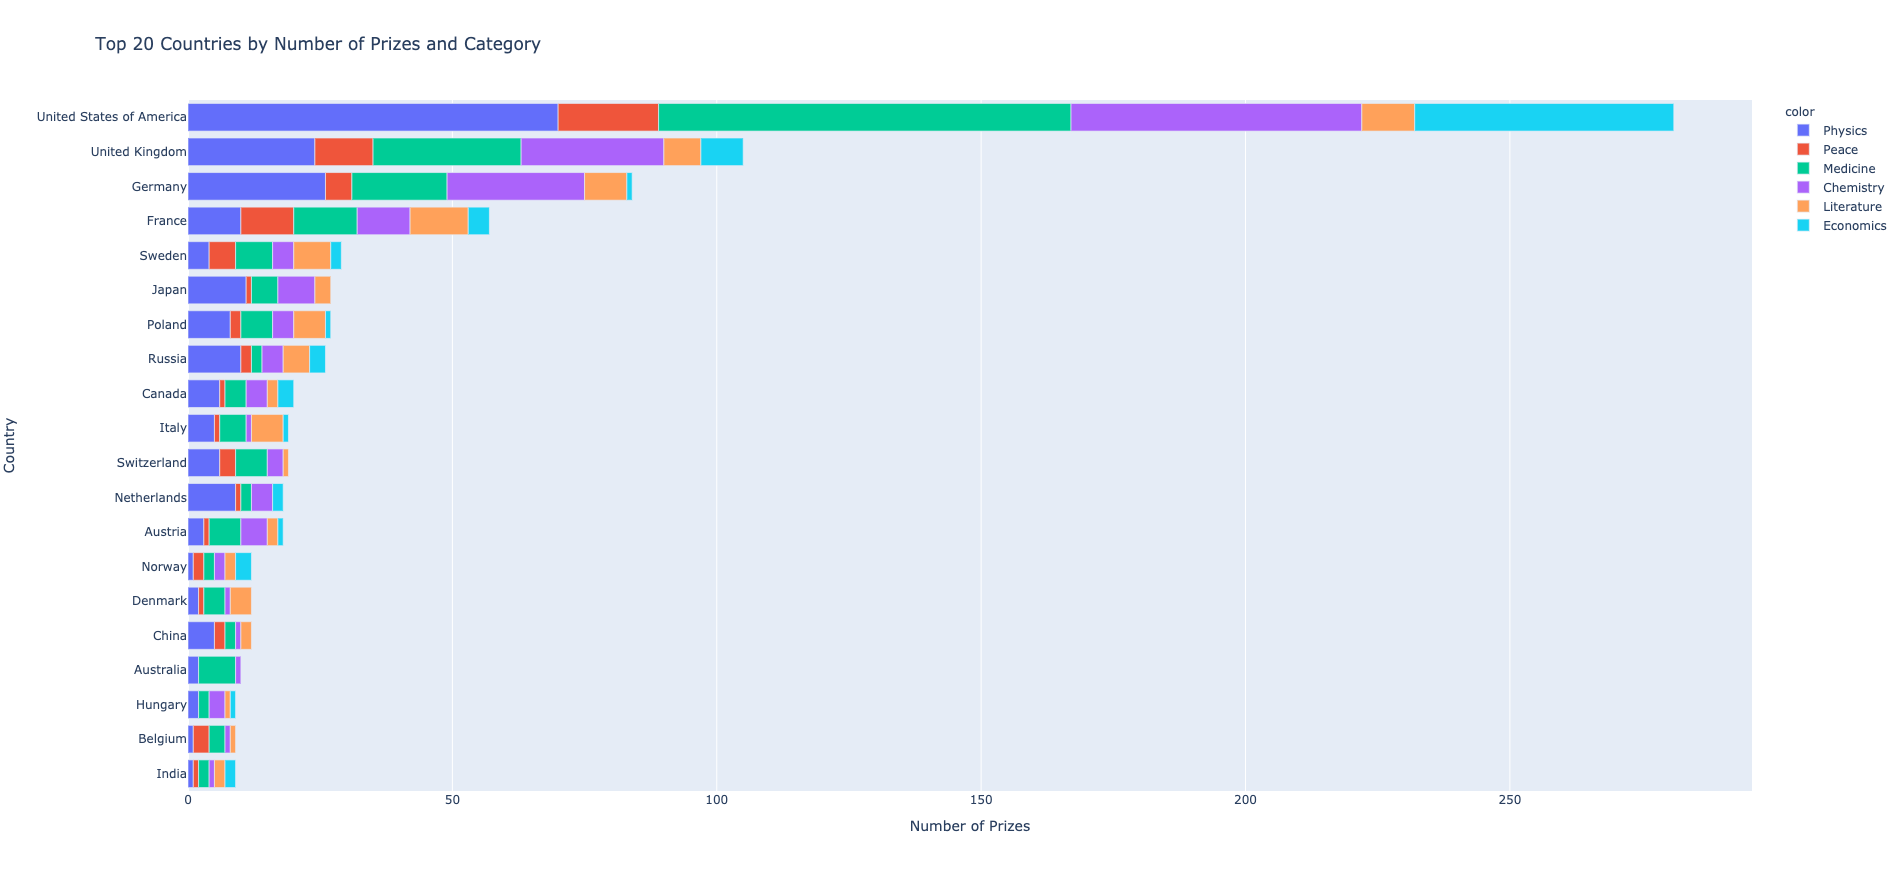 Top 20 Countries by Number of Prizes and Category
United States of America
United Kingdom
Germany
France
Sweden
Japan
Poland
Russia
Canada
Italy
Switzerland
Netherlands
Austria
Norway
Denmark
China
Australia
Hungary
Belgium
India
Country
0 50 100 150 200 250
Number of Prizes
color
Physics
Peace
Medicine
Chemistry
Literature
Economics